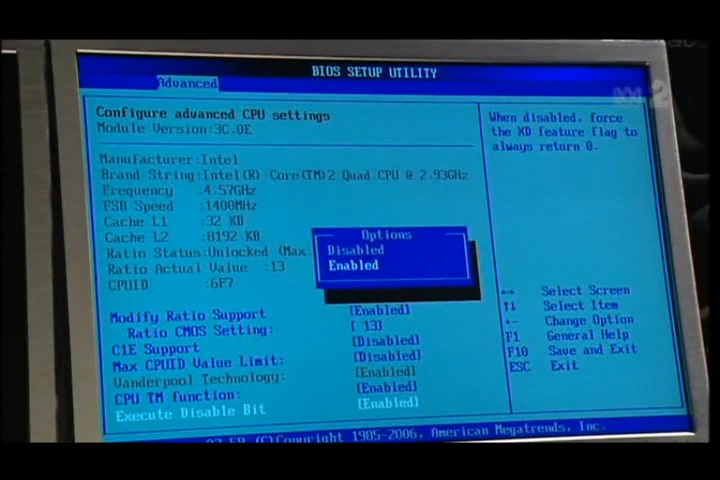 BIOS SETUP UTILITY
Advanced
Configure advanced CPU settings
Module Version:3C.0E
Manufacturer:Intel
Brand String:Intel(R) Core(TM)2 Quad CPU @ 2.93GHz
Frequency :4.57GHz
FSB Speed :1400MHz
Cache L1 :32 KB
Cache L2 :8192 KB
Ratio Status:Unlocked (Max:
Ratio Actual Value :13
CPUID :6F7
Modify Ratio Support [Enabled]
Ratio CMOS Setting: [ 13]
C1E Support [Disabled]
Max CPUID Value Limit: [Disabled]
Vanderpool Technology: [Enabled]
CPU TM function: [Enabled]
Execute Disable Bit [Enabled]
Options
Disabled
Enabled
When disabled, force
the XD feature flag to
always return 0.
↔ Select Screen
↑↓ Select Item
+- Change Option
F1 General Help
F10 Save and Exit
ESC Exit
(C)Copyright 1985-2006, American Megatrends, Inc.
2